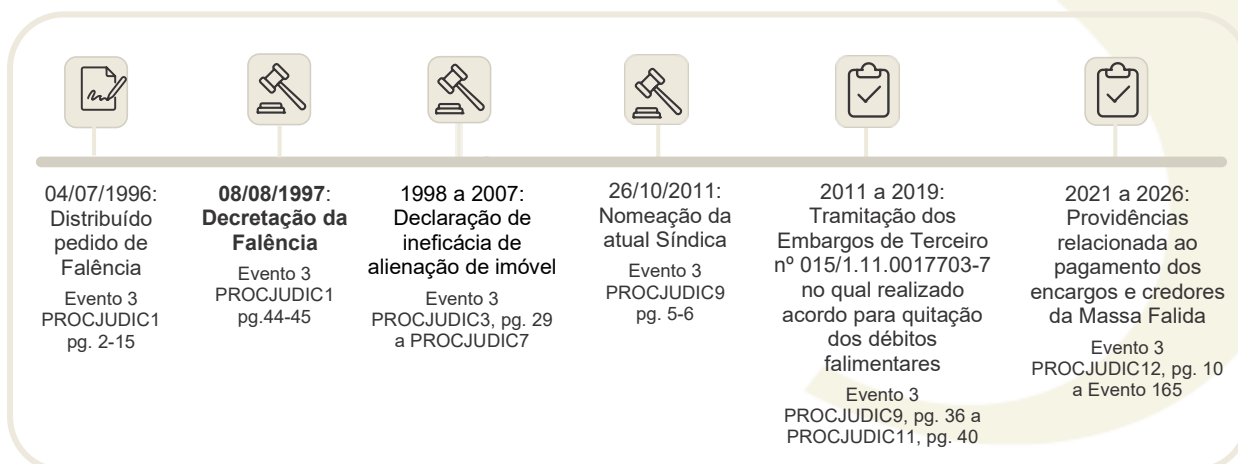 04/07/1996:
Distribuído
pedido de
Falência
Evento 3
PROCJUDIC1
pg. 2-15
08/08/1997:
Decretação da
Falência
Evento 3
PROCJUDIC1
pg.44-45
1998 a 2007:
Declaração de
ineficácia de
alienação de imóvel
Evento 3
PROCJUDIC3, pg. 29
a PROCJUDIC7
26/10/2011:
Nomeação da
atual Síndica
Evento 3
PROCJUDIC9
pg. 5-6
2011 a 2019:
Tramitação dos
Embargos de Terceiro
nº 015/1.11.0017703-7
no qual realizado
acordo para quitação
dos débitos
falimentares
Evento 3
PROCJUDIC9, pg. 36 a
PROCJUDIC11, pg. 40
2021 a 2026:
Providências
relacionada ao
pagamento dos
encargos e credores
da Massa Falida
Evento 3
PROCJUDIC12, pg. 10
a Evento 165